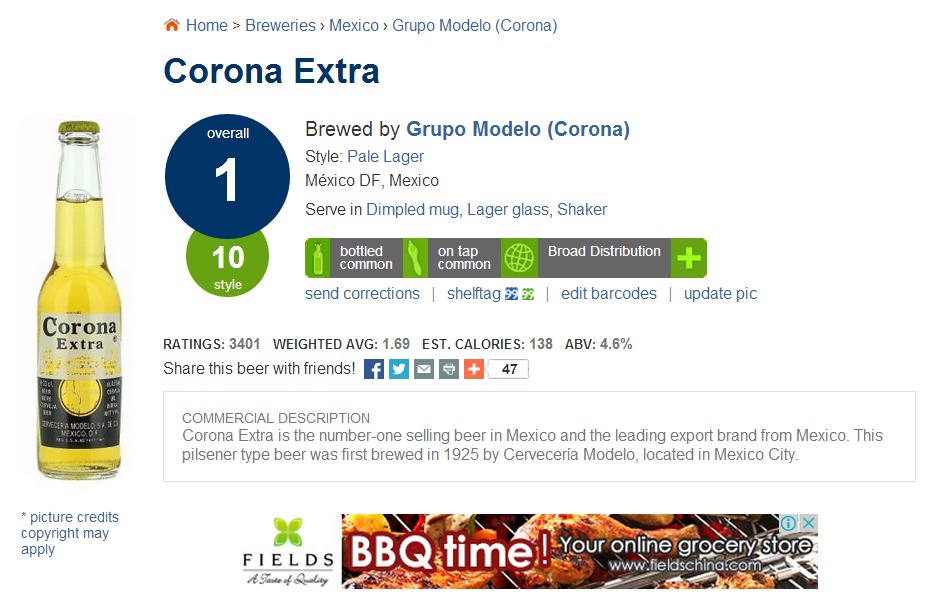 Home > Breweries › Mexico › Grupo Modelo (Corona)
Corona Extra
overall
1
10
style
Brewed by Grupo Modelo (Corona)
Style: Pale Lager
México DF, Mexico
Serve in Dimpled mug, Lager glass, Shaker
bottled
common
on tap
common
Broad Distribution
send corrections | shelftag | edit barcodes | update pic
RATINGS: 3401 WEIGHTED AVG: 1.69 EST. CALORIES: 138 ABV: 4.6%
Share this beer with friends! 47
COMMERCIAL DESCRIPTION
Corona Extra is the number-one selling beer in Mexico and the leading export brand from Mexico. This
pilsener type beer was first brewed in 1925 by Cervecería Modelo, located in Mexico City.
Corona
Extra
CERVECERIA MODELO, S.A. DE C.V.
MEXICO, D.F.
* picture credits
copyright may
apply
FIELDS
A Taste of Quality
BBQ time!
Your online grocery store
www.fieldschina.com